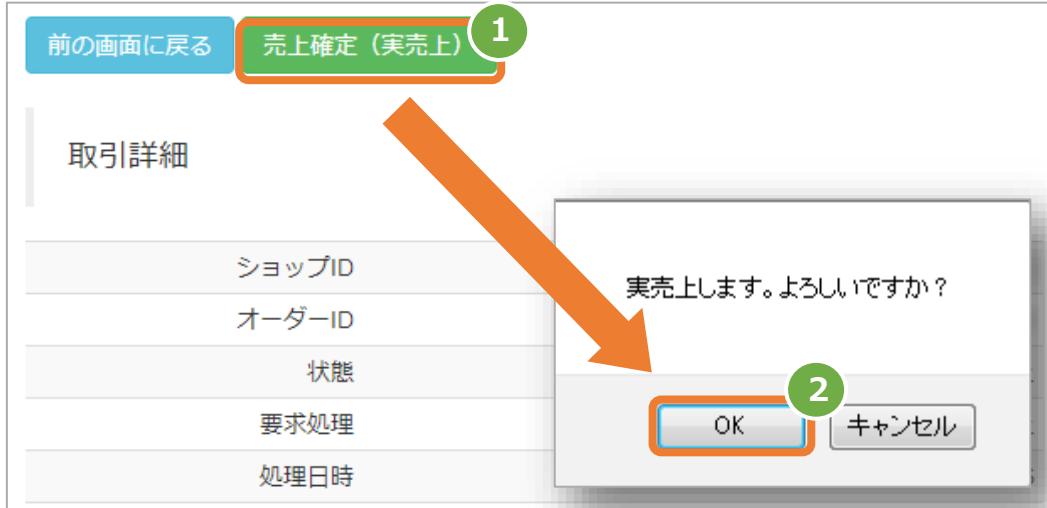 前の画面に戻る
売上確定（実売上）
1
取引詳細
ショップID
オーダーID
状態
要求処理
処理日時
実売上します。よろしいですか？
2
OK
キャンセル